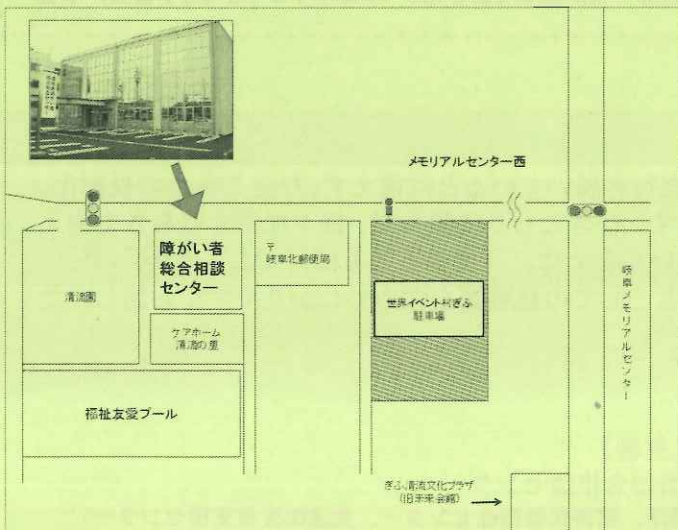 メモリアルセンター西
障がい者
総合相談
センター
〒
岐阜北郵便局
清流園
世界イベント村ぎふ
駐車場
岐阜メモリアルセンター
ケアホーム
清流の里
福祉友愛プール
ぎふ清流文化プラザ
(旧未来会館)